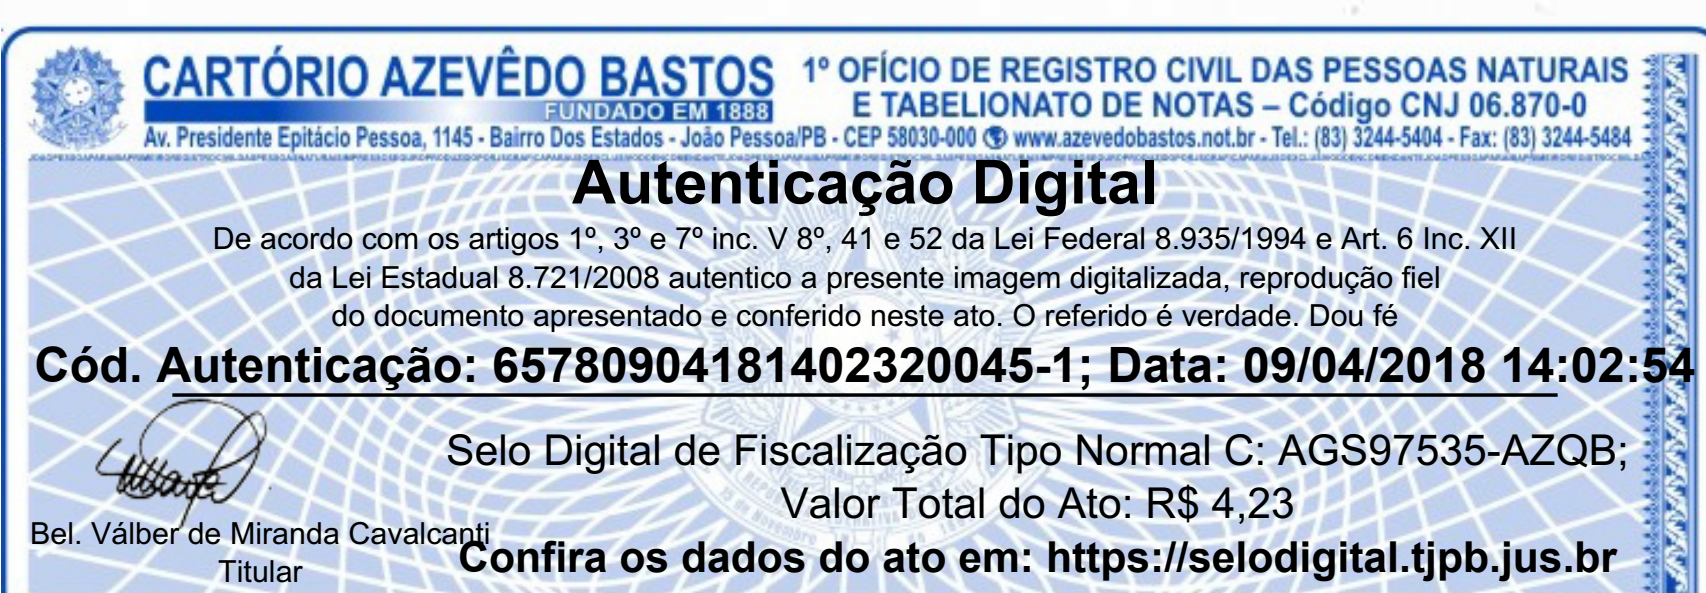 CARTÓRIO AZEVÊDO BASTOS
FUNDADO EM 1888
1º OFÍCIO DE REGISTRO CIVIL DAS PESSOAS NATURAIS
E TABELIONATO DE NOTAS – Código CNJ 06.870-0
Av. Presidente Epitácio Pessoa, 1145 - Bairro Dos Estados - João Pessoa/PB - CEP 58030-000 www.azevedobastos.not.br - Tel.: (83) 3244-5404 - Fax: (83) 3244-5484
Autenticação Digital
De acordo com os artigos 1º, 3º e 7º inc. V 8º, 41 e 52 da Lei Federal 8.935/1994 e Art. 6 Inc. XII
da Lei Estadual 8.721/2008 autentico a presente imagem digitalizada, reprodução fiel
do documento apresentado e conferido neste ato. O referido é verdade. Dou fé
Cód. Autenticação: 65780904181402320045-1; Data: 09/04/2018 14:02:54
Selo Digital de Fiscalização Tipo Normal C: AGS97535-AZQB;
Valor Total do Ato: R$ 4,23
Bel. Válber de Miranda Cavalcanti
Titular
Confira os dados do ato em: https://selodigital.tjpb.jus.br